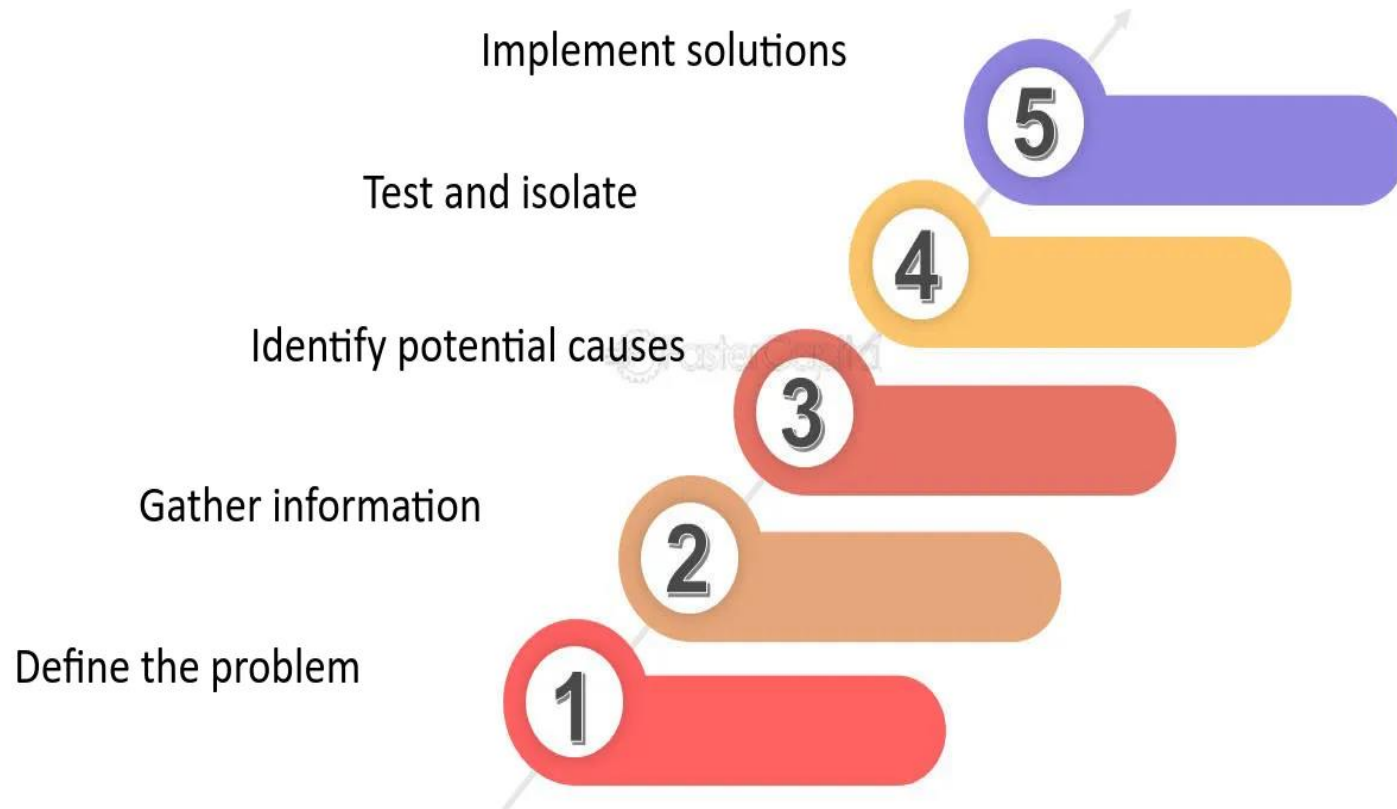 Implement solutions
5
Test and isolate
4
Identify potential causes
3
Gather information
2
Define the problem
1